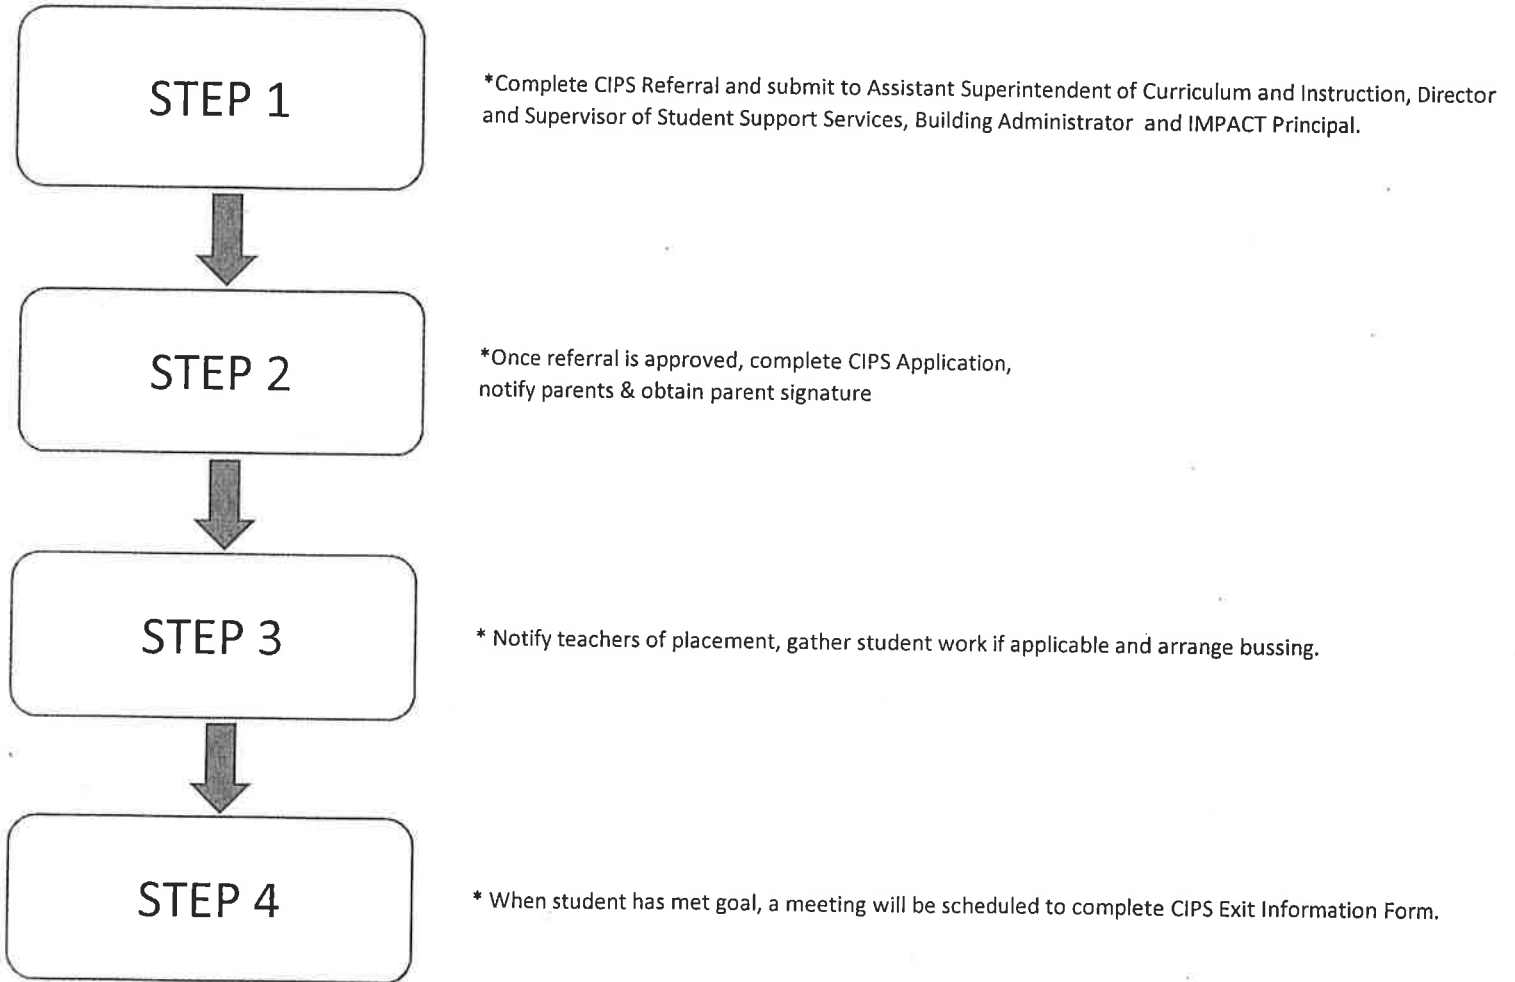 STEP 1
*Complete CIPS Referral and submit to Assistant Superintendent of Curriculum and Instruction, Director
and Supervisor of Student Support Services, Building Administrator and IMPACT Principal.
STEP 2
*Once referral is approved, complete CIPS Application,
notify parents & obtain parent signature
STEP 3
* Notify teachers of placement, gather student work if applicable and arrange bussing.
STEP 4
* When student has met goal, a meeting will be scheduled to complete CIPS Exit Information Form.